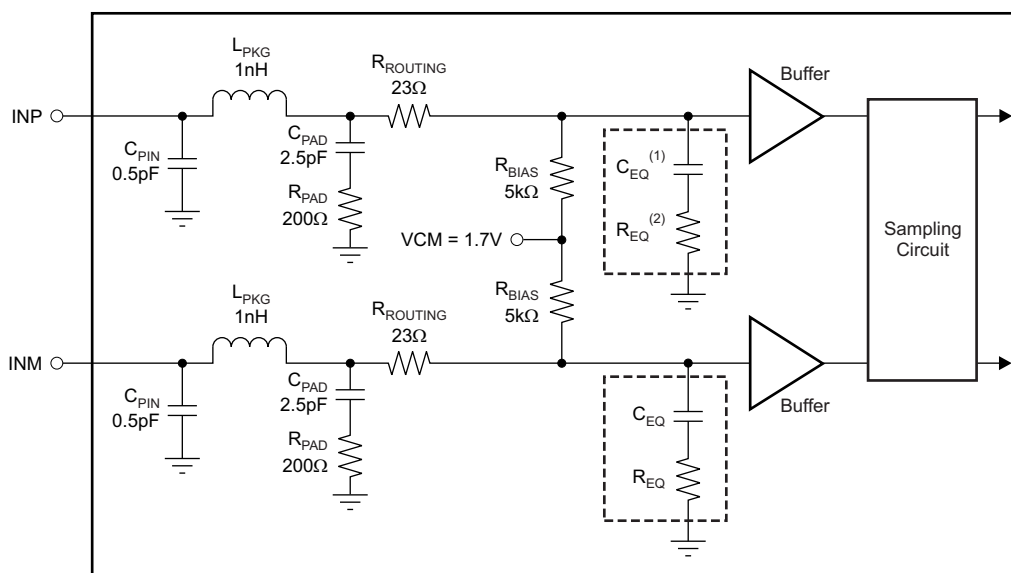 L_PKG
1nH
R_ROUTING
23Ω
Buffer
INP
C_PIN
0.5pF
C_PAD
2.5pF
R_PAD
200Ω
R_BIAS
5kΩ
C_EQ^(1)
R_EQ^(2)
VCM = 1.7V
Sampling
Circuit
L_PKG
1nH
R_ROUTING
23Ω
R_BIAS
5kΩ
INM
C_PIN
0.5pF
C_PAD
2.5pF
R_PAD
200Ω
C_EQ
R_EQ
Buffer